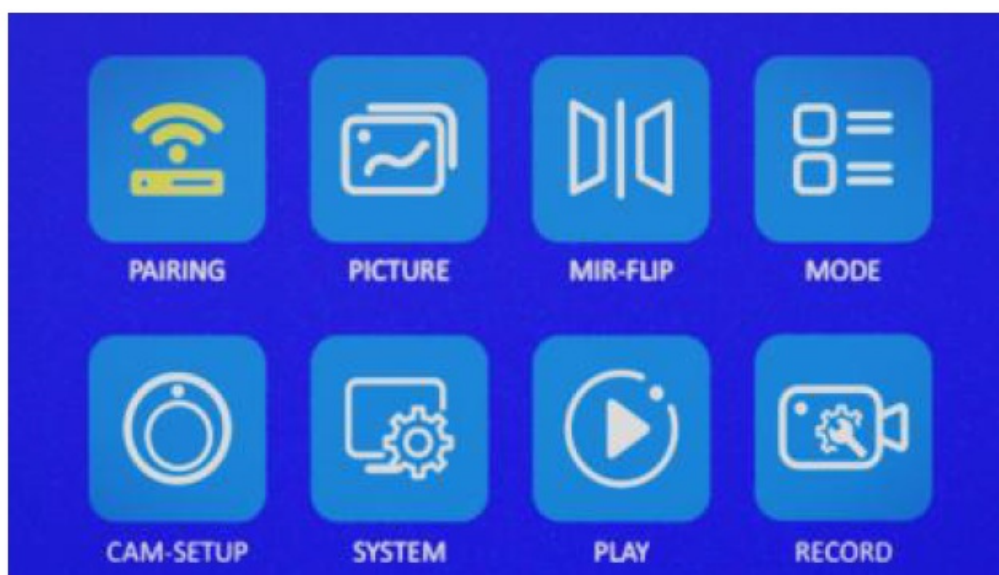 PAIRING PICTURE MIR-FLIP MODE
CAM-SETUP SYSTEM PLAY RECORD